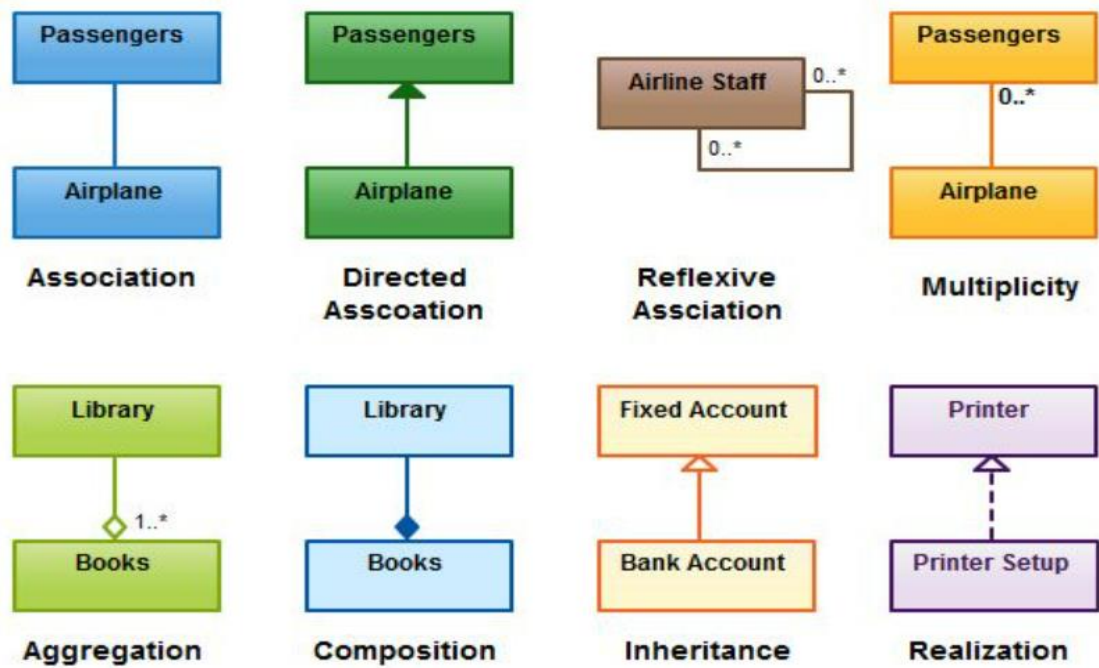 Passengers
Passengers
Airline Staff
0..*
0..*
Passengers
0..*
Airplane
Airplane
Airplane
Association
Directed
Asscoation
Reflexive
Assciation
Multiplicity
Library
Library
Fixed Account
Printer
1..*
Books
Books
Bank Account
Printer Setup
Aggregation
Composition
Inheritance
Realization